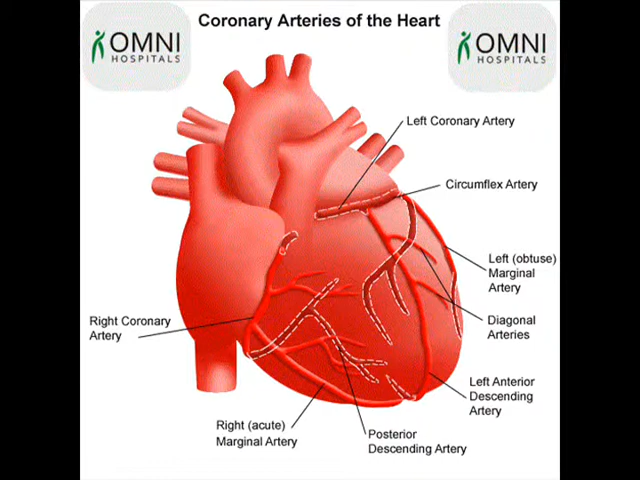 OMNI
HOSPITALS
Coronary Arteries of the Heart
OMNI
HOSPITALS
Left Coronary Artery
Circumflex Artery
Left (obtuse)
Marginal
Artery
Diagonal
Arteries
Right Coronary
Artery
Left Anterior
Descending
Artery
Right (acute)
Marginal Artery
Posterior
Descending Artery